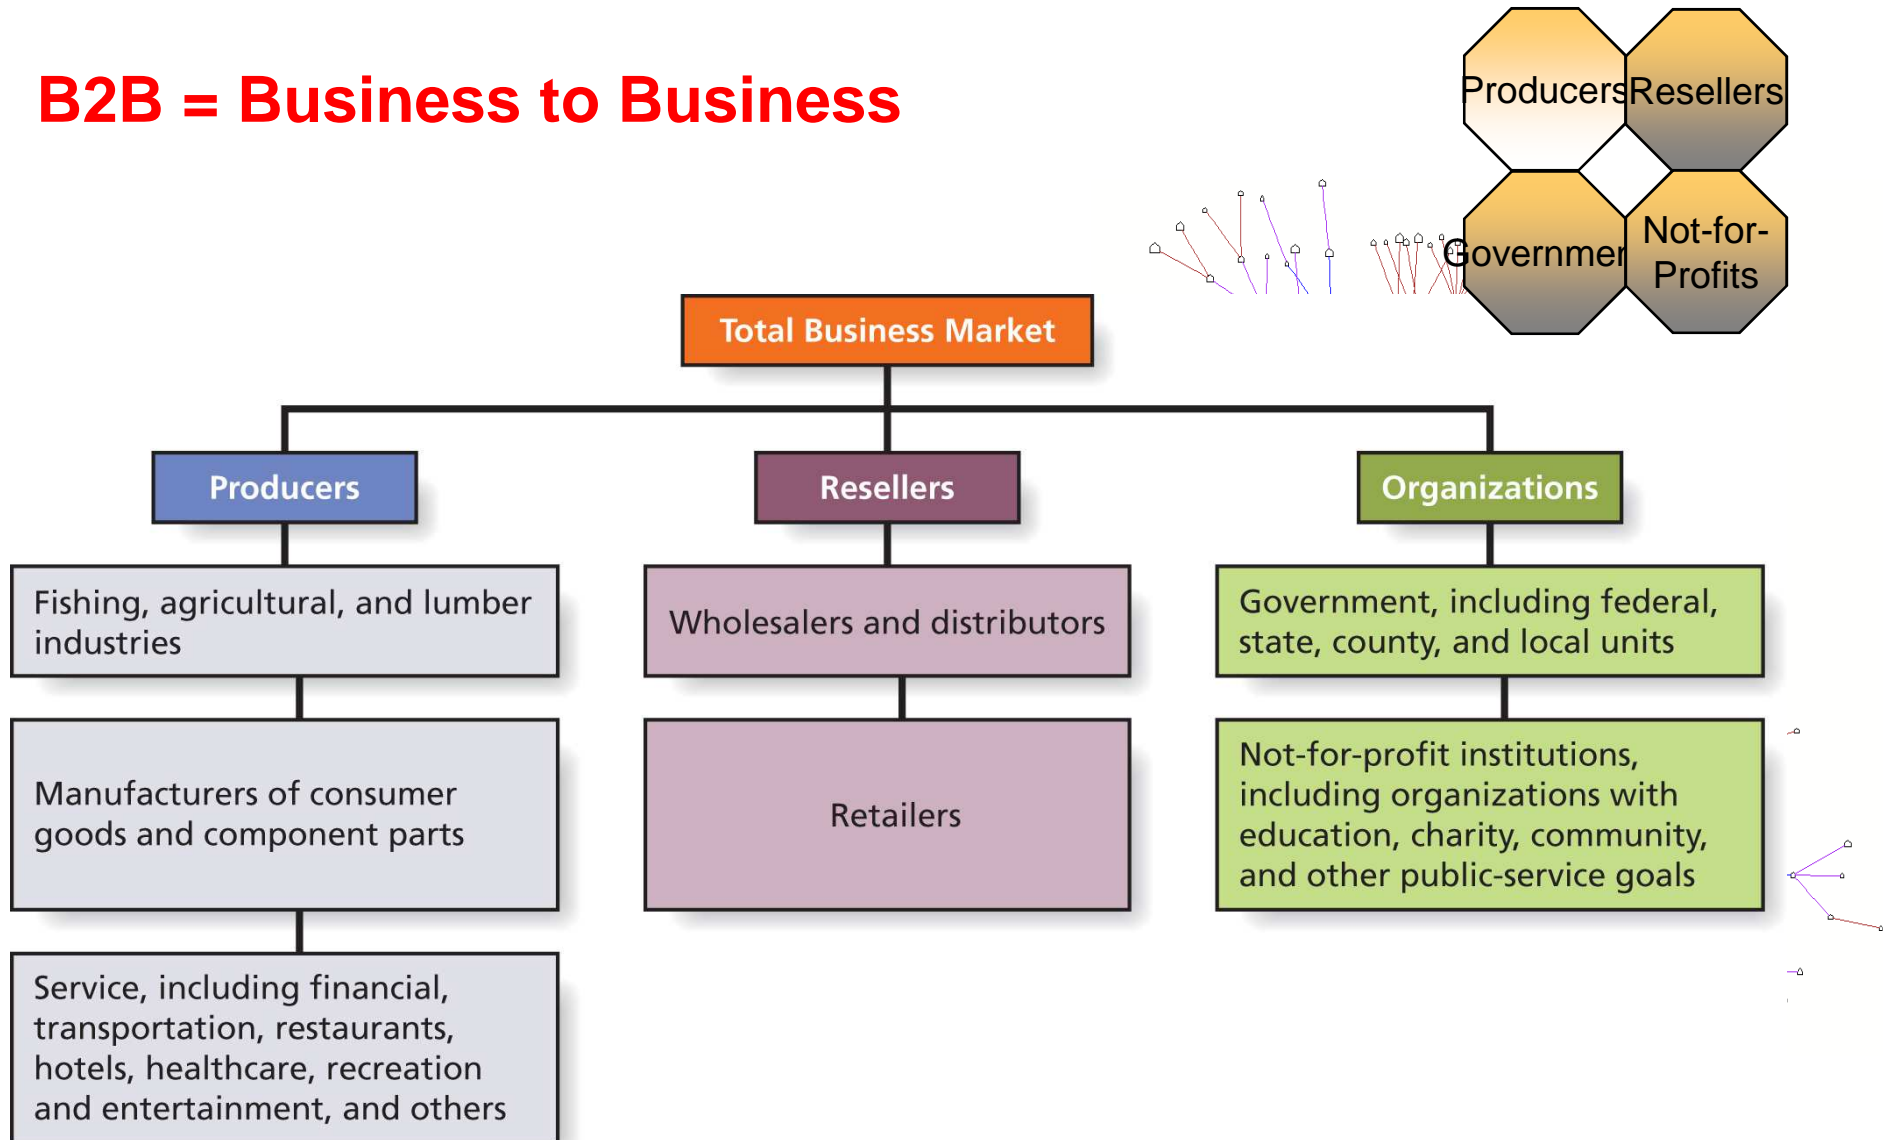 B2B = Business to Business
Producers
Resellers
Governmen
Not-for-
Profits
Total Business Market
Producers
Resellers
Organizations
Fishing, agricultural, and lumber
industries
Wholesalers and distributors
Government, including federal,
state, county, and local units
Manufacturers of consumer
goods and component parts
Retailers
Not-for-profit institutions,
including organizations with
education, charity, community,
and other public-service goals
Service, including financial,
transportation, restaurants,
hotels, healthcare, recreation
and entertainment, and others